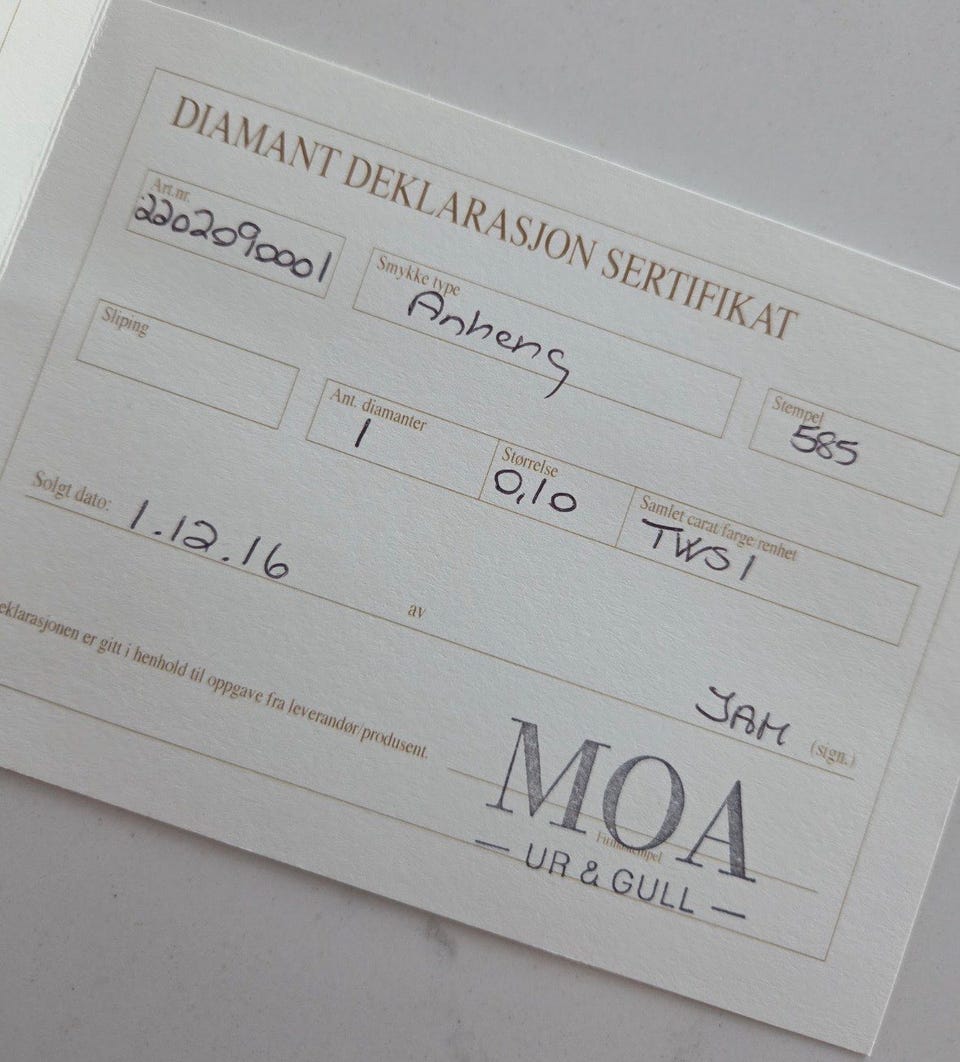 DIAMANT DEKLARASJON SERTIFIKAT
Art.nr.
2202090001
Smykke type
Anheng
Stempel
585
Sliping
Ant. diamanter
1
Størrelse
0,10
Samlet carat farge renhet
TWSI
Solgt dato: 1.12.16
av
JAM (sign.)
eklarasjonen er gitt i henhold til oppgave fra leverandør/produsent.
MOA
Firmastempel
— UR & GULL —